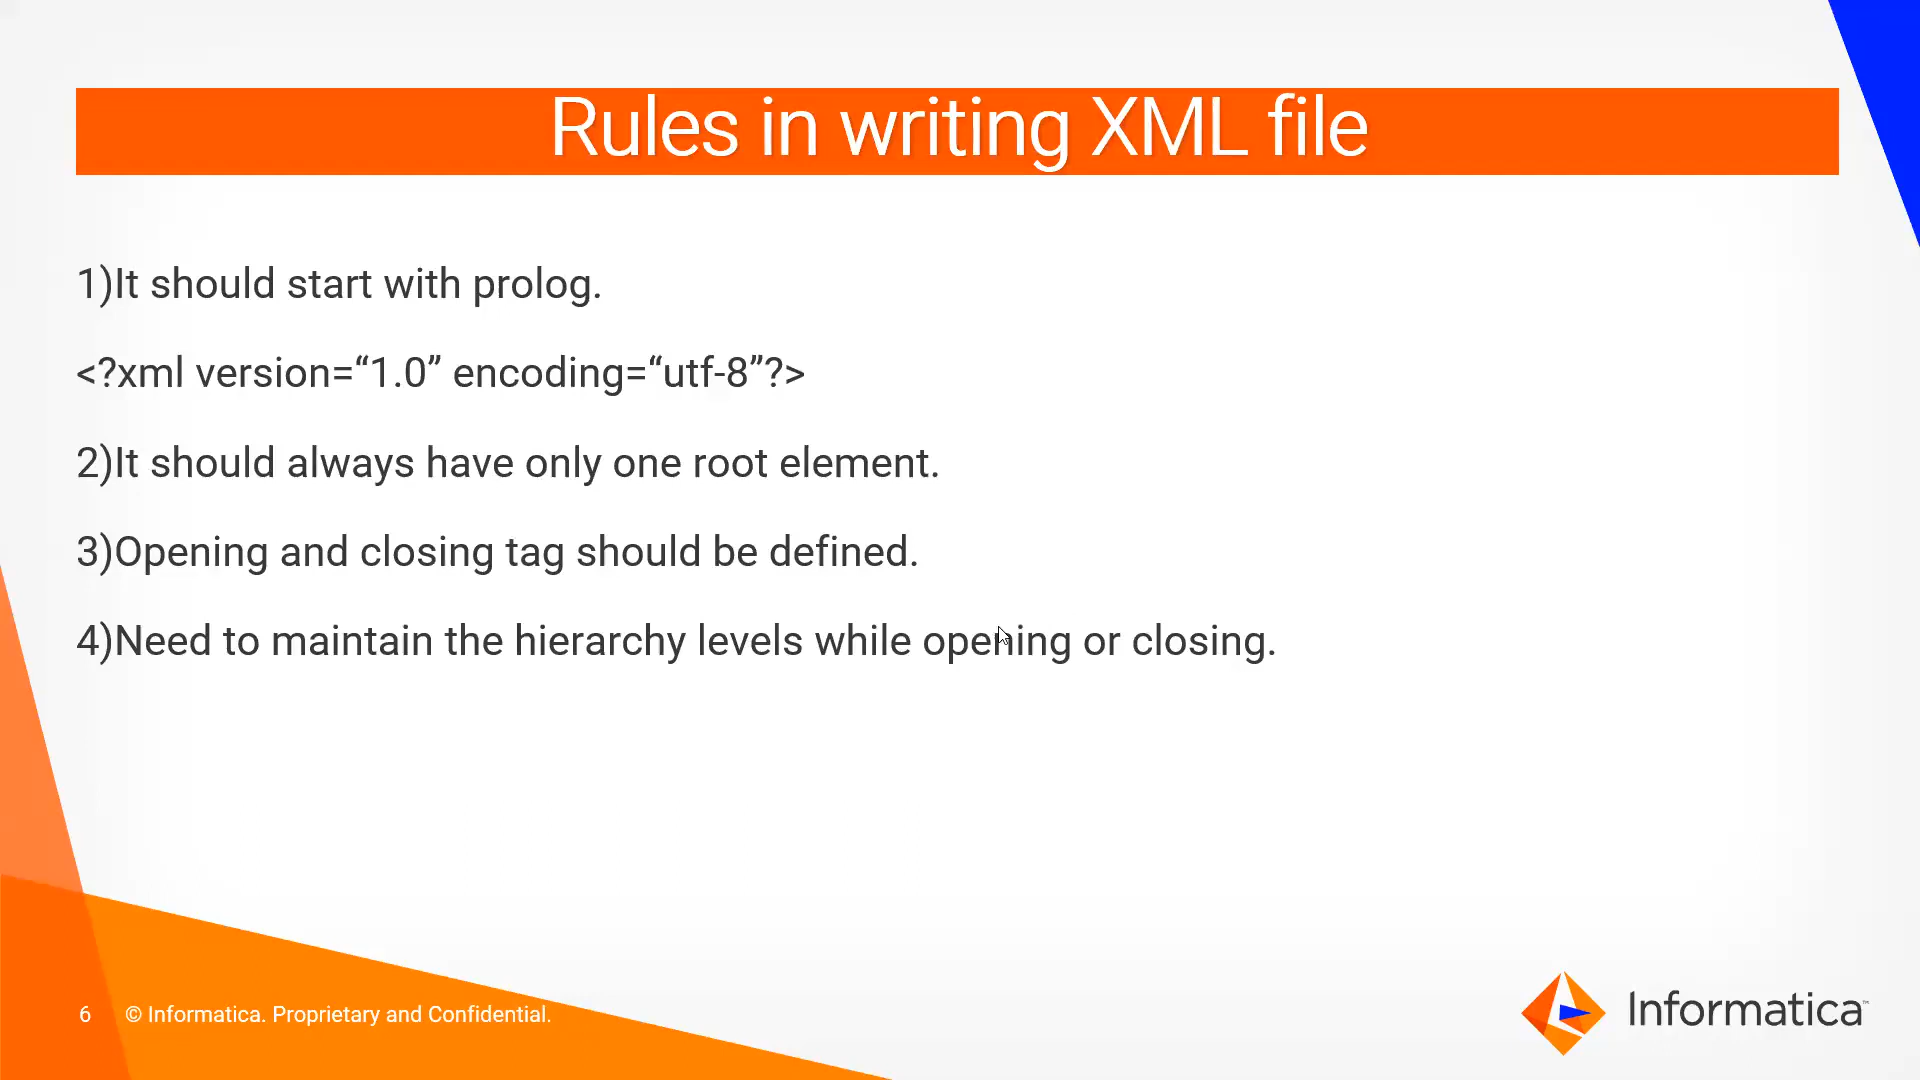 Rules in writing XML file
1)It should start with prolog.
<?xml version=“1.0” encoding=“utf-8”?>
2)It should always have only one root element.
3)Opening and closing tag should be defined.
4)Need to maintain the hierarchy levels while opening or closing.
6 © Informatica. Proprietary and Confidential.
Informatica™